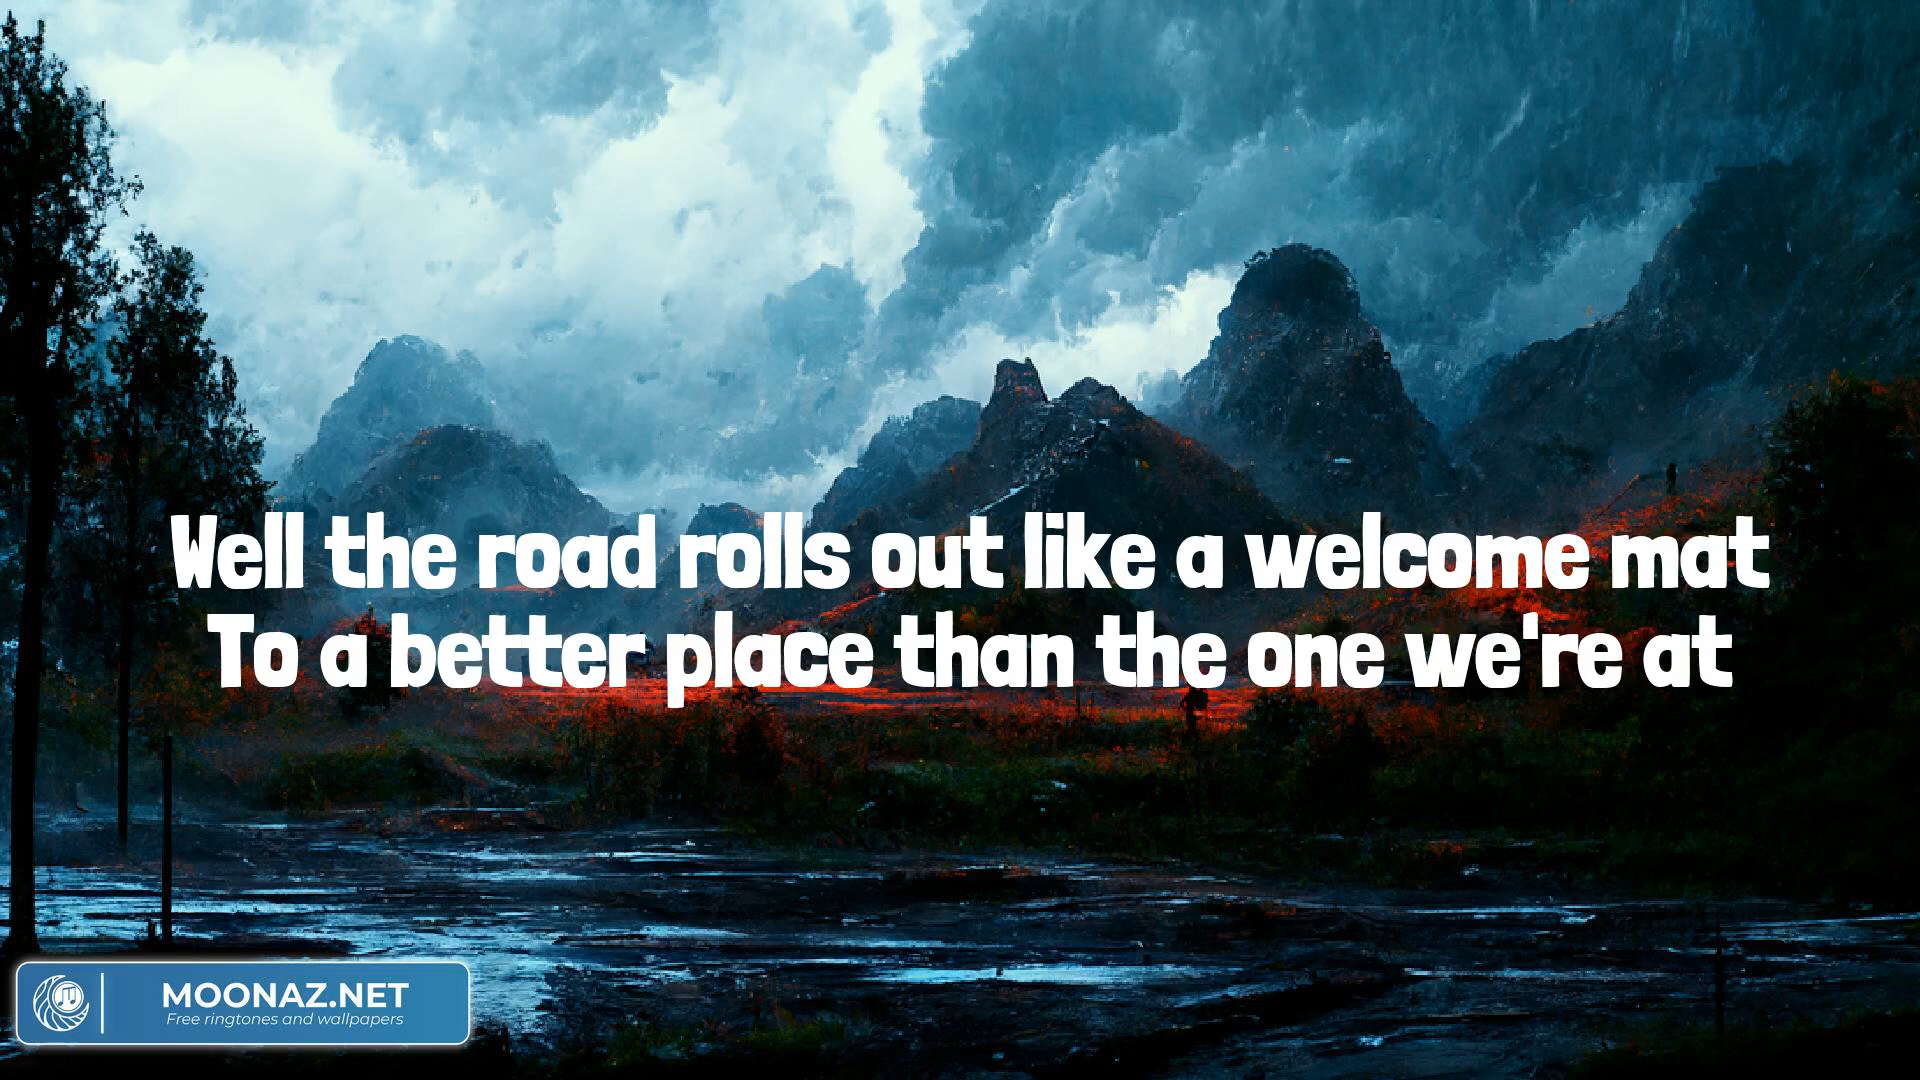 Well the road rolls out like a welcome mat
To a better place than the one we're at
MOONAZ.NET
Free ringtones and wallpapers